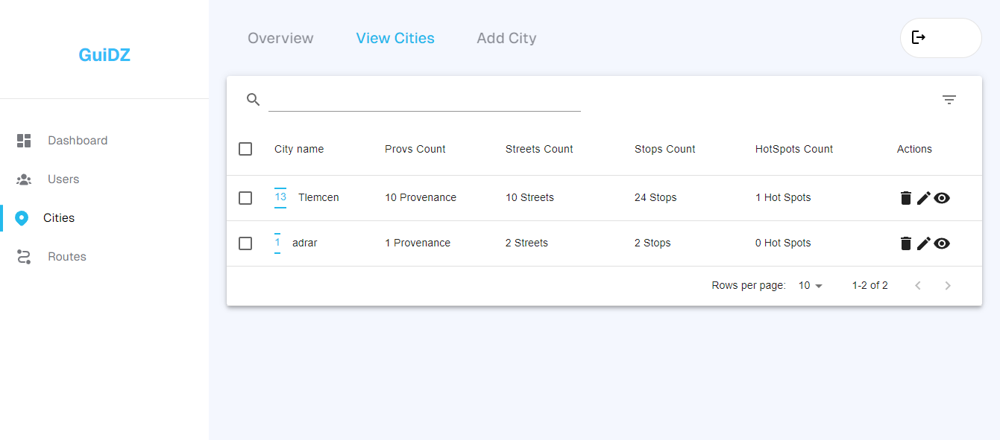 GuiDZ
Dashboard
Users
Cities
Routes
Overview View Cities Add City
City name Provs Count Streets Count Stops Count HotSpots Count Actions
13 Tlemcen 10 Provenance 10 Streets 24 Stops 1 Hot Spots
1 adrar 1 Provenance 2 Streets 2 Stops 0 Hot Spots
Rows per page: 10 1-2 of 2